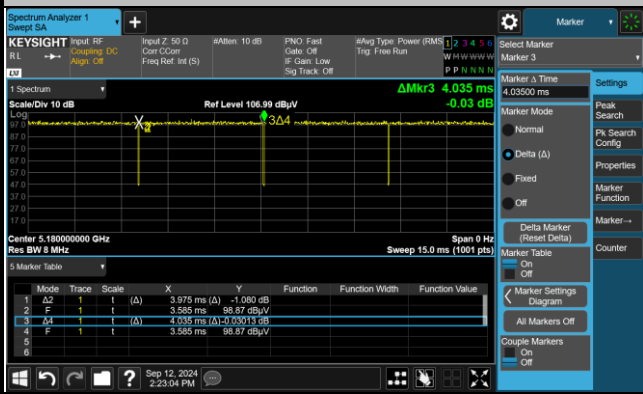 Spectrum Analyzer 1
Swept SA
Marker
KEYSIGHT Input: RF Input Z: 50 Ω #Atten: 10 dB PNO: Fast #Avg Type: Power (RMS 1 2 3 4 5 6
RL Coupling: DC Corr CCorr Gate: Off Trig: Free Run W M W W W W
Align: Off Freq Ref: Int (S) IF Gain: Low
Sig Track: Off P P N N N N
LXI
Select Marker
Marker 3
1 Spectrum
ΔMkr3 4.035 ms
Scale/Div 10 dB Ref Level 106.99 dBµV -0.03 dB
Log
97.0
87.0
77.0
67.0
57.0
47.0
37.0
27.0
17.0
3Δ4
Center 5.180000000 GHz Span 0 Hz
Res BW 8 MHz Sweep 15.0 ms (1001 pts)
5 Marker Table
Mode Trace Scale X Y Function Function Width Function Value
1 Δ2 1 t (Δ) 3.975 ms (Δ) -1.080 dB
2 F 1 t 3.585 ms 98.87 dBµV
3 Δ4 1 t (Δ) 4.035 ms (Δ) -0.03013 dB
4 F 1 t 3.585 ms 98.87 dBµV
5
6
Marker Δ Time
4.03500 ms
Marker Mode
Normal
Delta (Δ)
Fixed
Off
Delta Marker
(Reset Delta)
Marker Table
On
Off
Marker Settings
Diagram
All Markers Off
Couple Markers
On
Off
Settings
Peak
Search
Pk Search
Config
Properties
Marker
Function
Marker→
Counter
?
Sep 12, 2024
2:23:04 PM